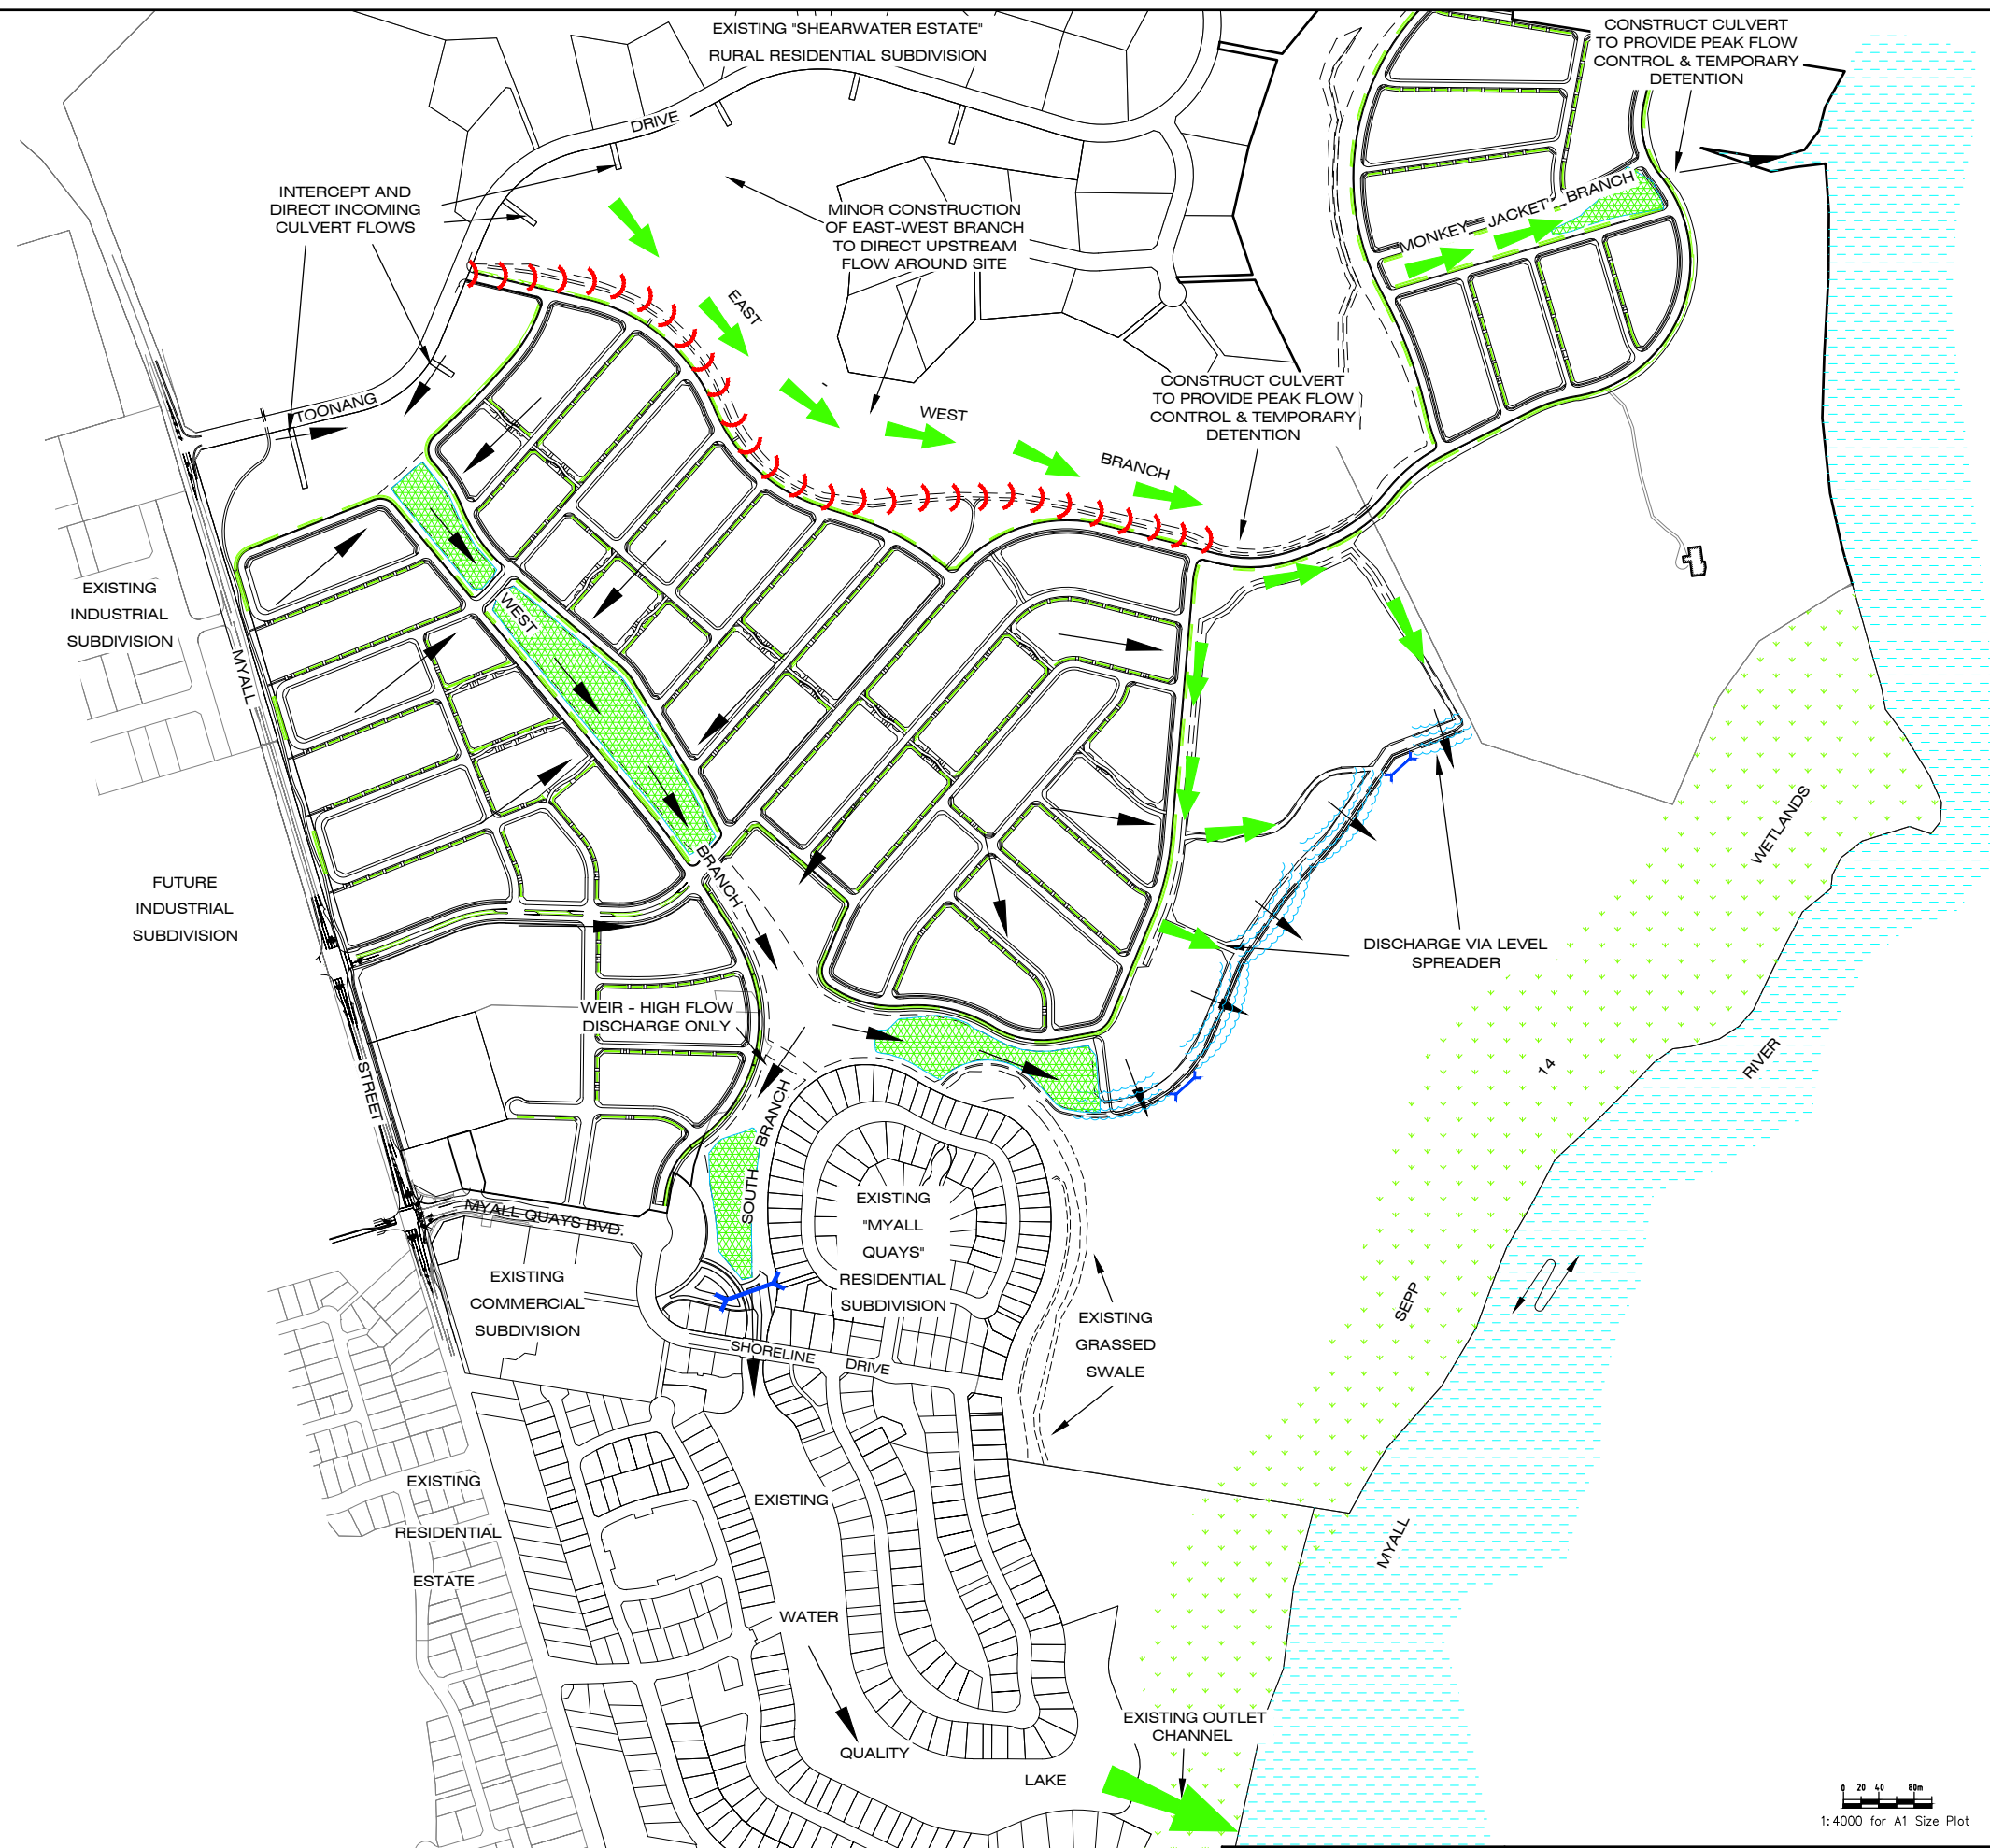 EXISTING "SHEARWATER ESTATE"
RURAL RESIDENTIAL SUBDIVISION
CONSTRUCT CULVERT
TO PROVIDE PEAK FLOW
CONTROL & TEMPORARY
DETENTION
DRIVE
INTERCEPT AND
DIRECT INCOMING
CULVERT FLOWS
MINOR CONSTRUCTION
OF EAST-WEST BRANCH
TO DIRECT UPSTREAM
FLOW AROUND SITE
MONKEY JACKET BRANCH
EAST
WEST
BRANCH
CONSTRUCT CULVERT
TO PROVIDE PEAK FLOW
CONTROL & TEMPORARY
DETENTION
TOONANG
EXISTING
INDUSTRIAL
SUBDIVISION
MYALL
WEST
BRANCH
FUTURE
INDUSTRIAL
SUBDIVISION
WETLANDS
DISCHARGE VIA LEVEL
SPREADER
WEIR - HIGH FLOW
DISCHARGE ONLY
STREET
14
RIVER
SOUTH BRANCH
MYALL QUAYS BVD.
EXISTING
"MYALL
QUAYS"
RESIDENTIAL
SUBDIVISION
EXISTING
COMMERCIAL
SUBDIVISION
SEPP
EXISTING
GRASSED
SWALE
SHORELINE DRIVE
EXISTING
RESIDENTIAL
ESTATE
EXISTING
WATER
QUALITY
LAKE
MYALL
EXISTING OUTLET
CHANNEL
0 20 40 80m
1:4000 for A1 Size Plot